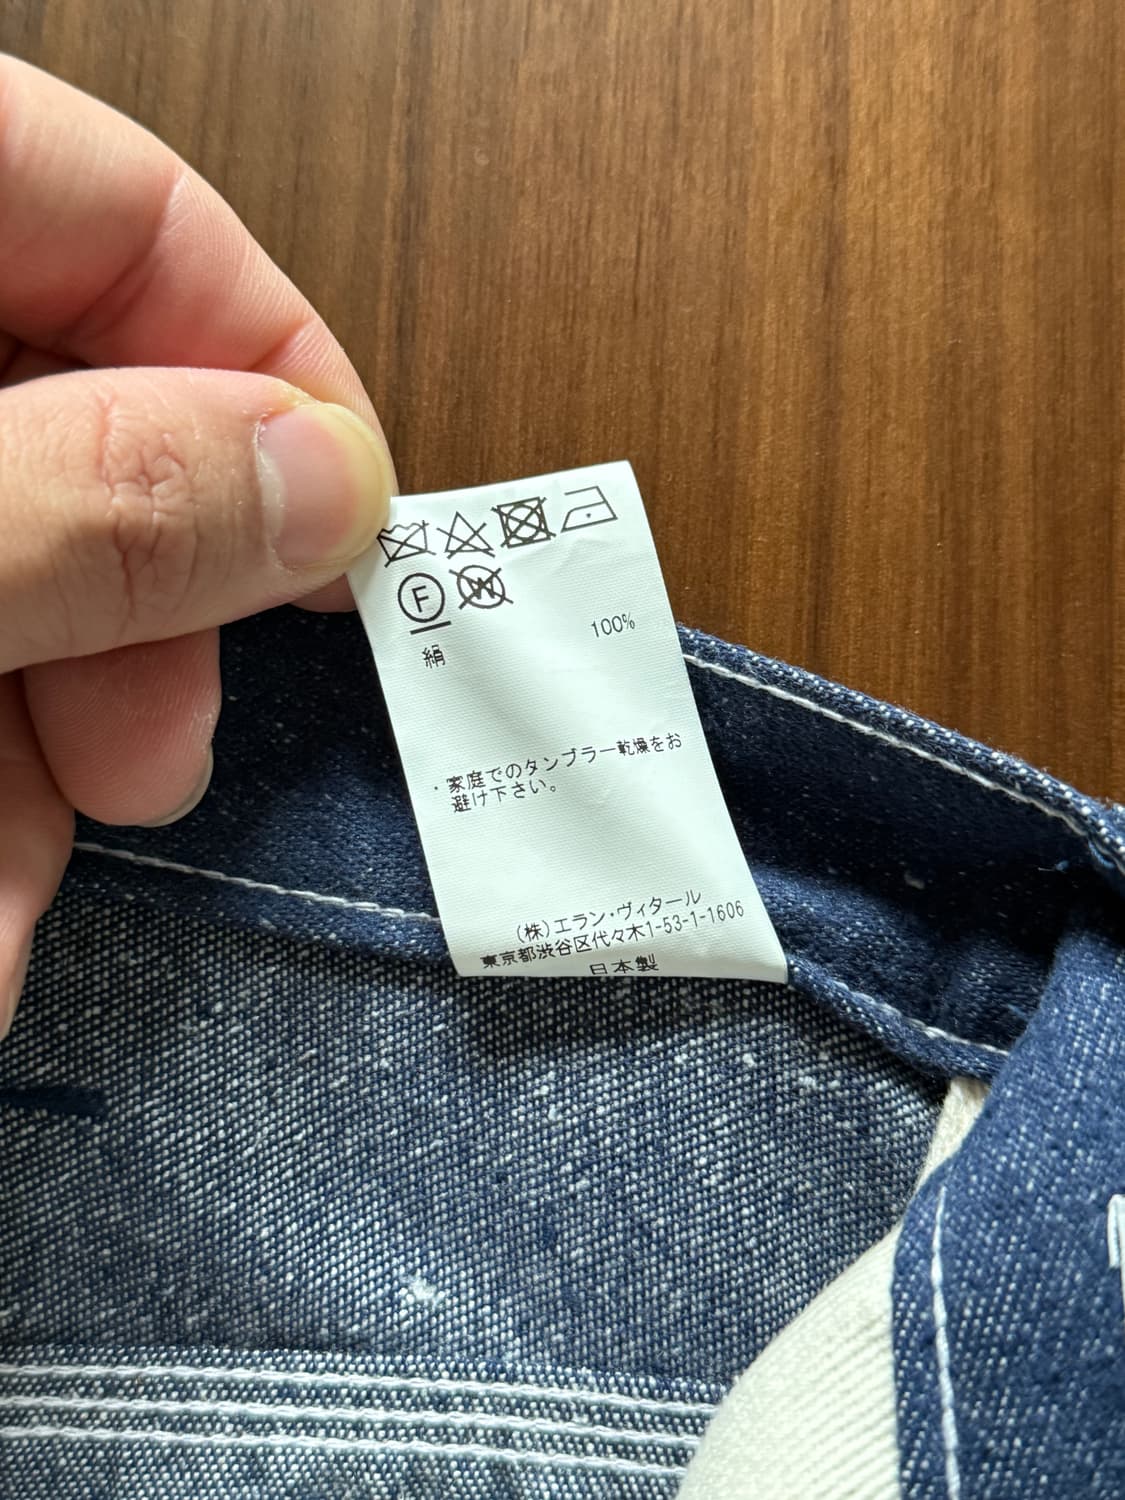 F W
絹 100%
・家庭でのタンブラー乾燥をお
避け下さい。
(株)エラン・ヴィタール
東京都渋谷区代々木1-53-1-1606
日本製